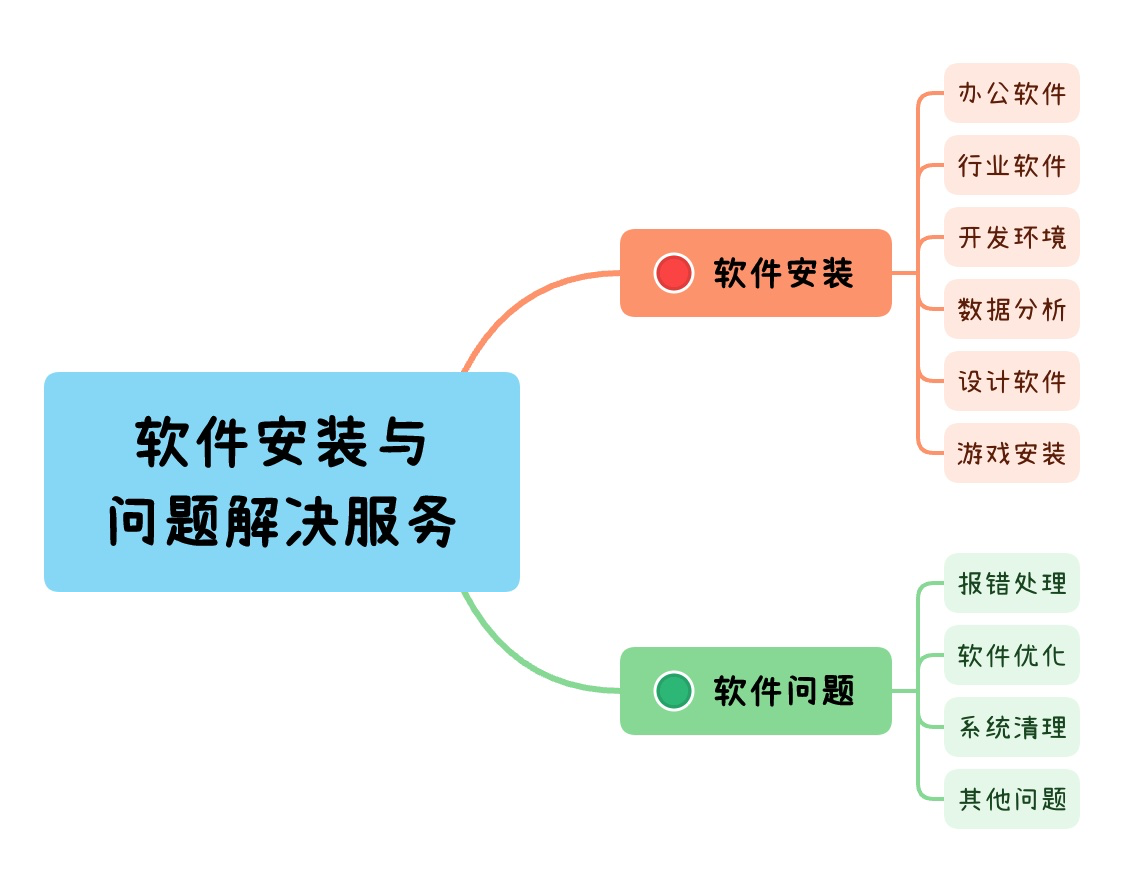 软件安装与
问题解决服务
软件安装
办公软件
行业软件
开发环境
数据分析
设计软件
游戏安装
软件问题
报错处理
软件优化
系统清理
其他问题